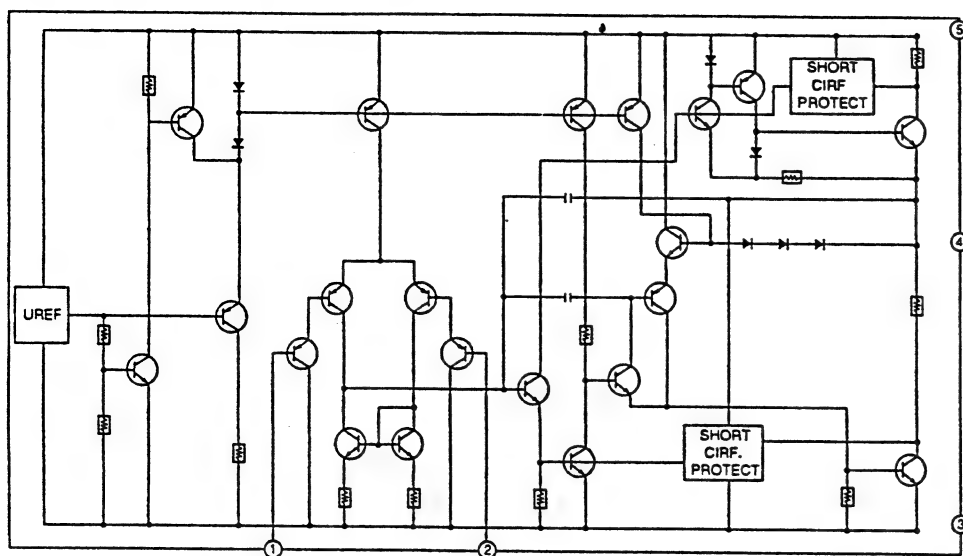 5
SHORT
CIRF
PROTECT
4
UREF
SHORT
CIRF.
PROTECT
3
1
2